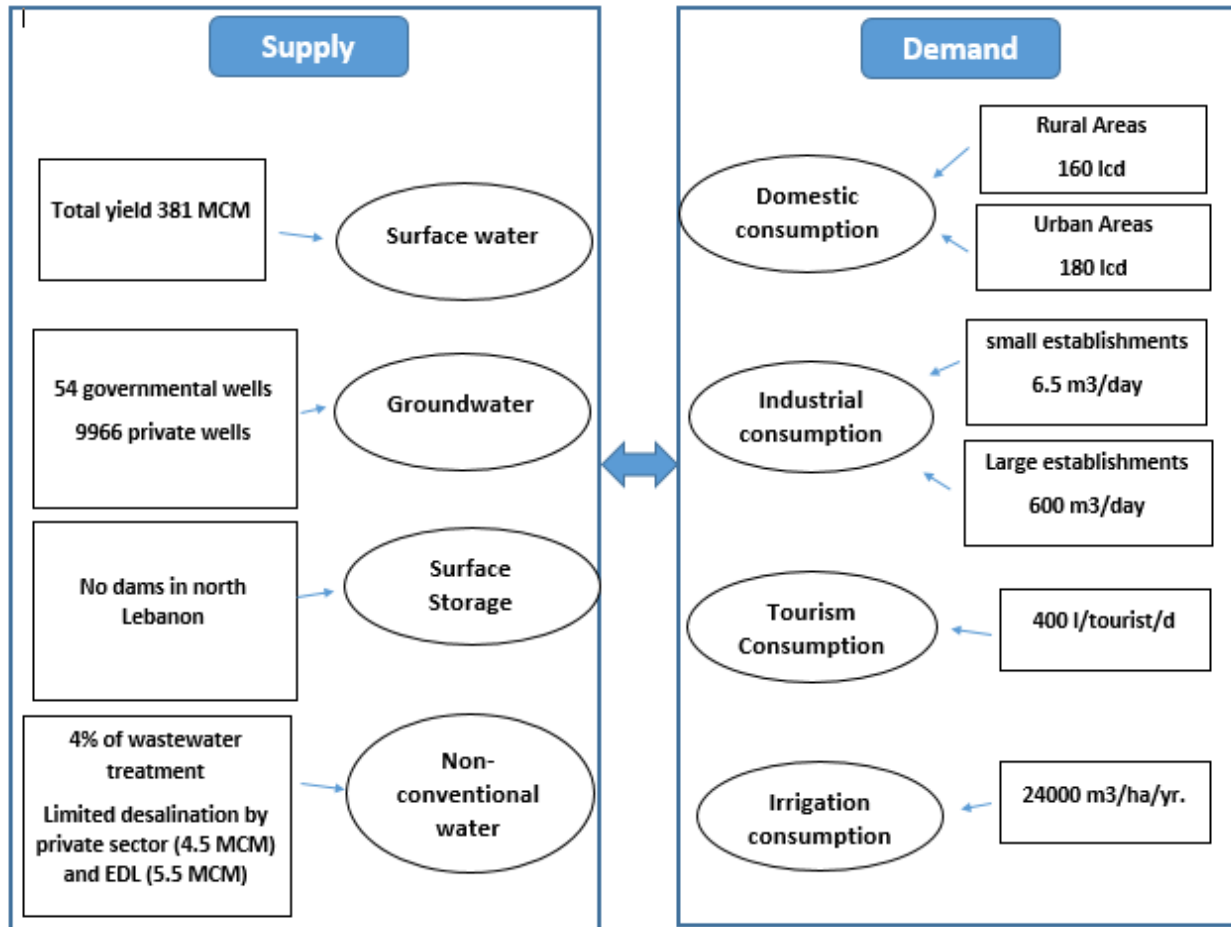 Supply
Total yield 381 MCM
Surface water
54 governmental wells
9966 private wells
Groundwater
No dams in north
Lebanon
Surface
Storage
4% of wastewater
treatment
Limited desalination by
private sector (4.5 MCM)
and EDL (5.5 MCM)
Non-
conventional
water
Demand
Domestic
consumption
Rural Areas
160 lcd
Urban Areas
180 lcd
Industrial
consumption
small establishments
6.5 m3/day
Large establishments
600 m3/day
Tourism
Consumption
400 l/tourist/d
Irrigation
consumption
24000 m3/ha/yr.